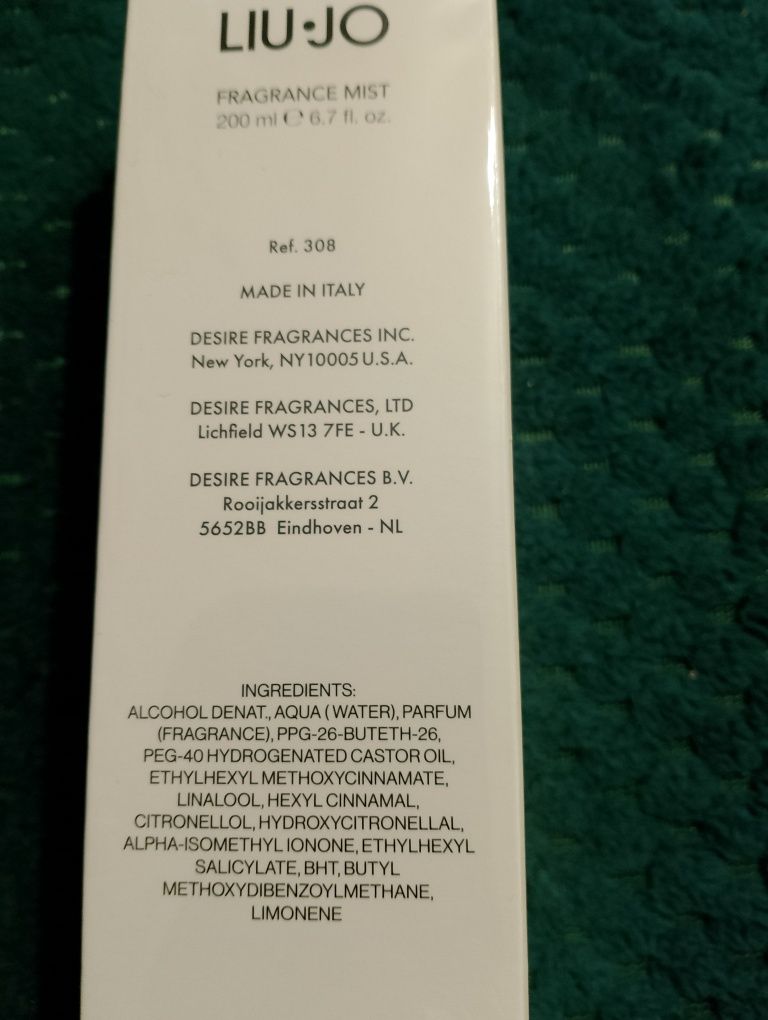 LIU•JO
FRAGRANCE MIST
200 ml ℮ 6.7 fl. oz.
Ref. 308
MADE IN ITALY
DESIRE FRAGRANCES INC.
New York, NY10005 U.S.A.
DESIRE FRAGRANCES, LTD
Lichfield WS13 7FE - U.K.
DESIRE FRAGRANCES B.V.
Rooijakkersstraat 2
5652BB Eindhoven - NL
INGREDIENTS:
ALCOHOL DENAT., AQUA (WATER), PARFUM
(FRAGRANCE), PPG-26-BUTETH-26,
PEG-40 HYDROGENATED CASTOR OIL,
ETHYLHEXYL METHOXYCINNAMATE,
LINALOOL, HEXYL CINNAMAL,
CITRONELLOL, HYDROXYCITRONELLAL,
ALPHA-ISOMETHYL IONONE, ETHYLHEXYL
SALICYLATE, BHT, BUTYL
METHOXYDIBENZOYLMETHANE,
LIMONENE